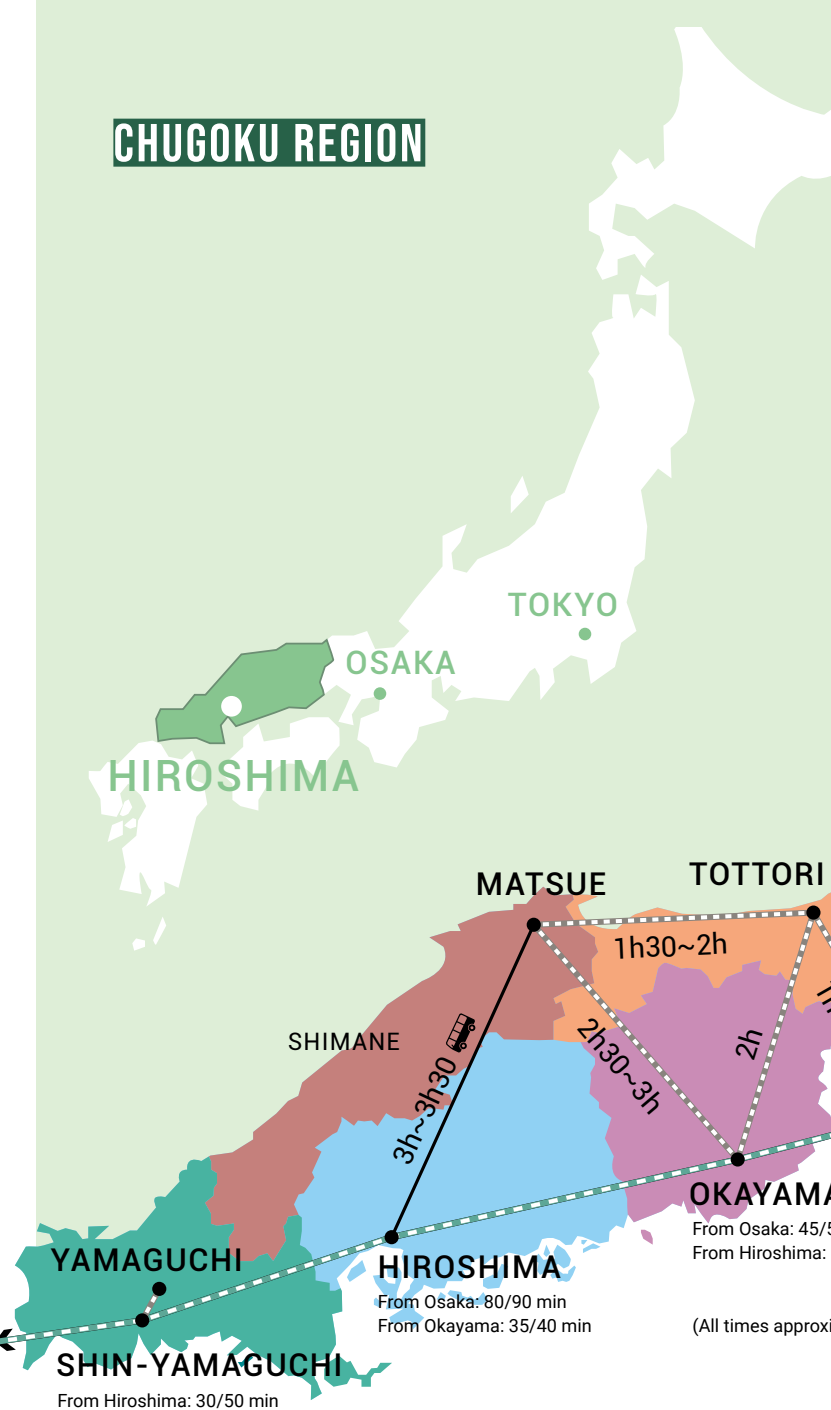 CHUGOKU REGION
TOKYO
OSAKA
HIROSHIMA
MATSUE
TOTTORI
1h30~2h
SHIMANE
3h~3h30
2h30~3h
2h
OKAYAMA
From Osaka: 45/5
From Hiroshima:
YAMAGUCHI
HIROSHIMA
From Osaka: 80/90 min
From Okayama: 35/40 min
(All times approxi
SHIN-YAMAGUCHI
From Hiroshima: 30/50 min